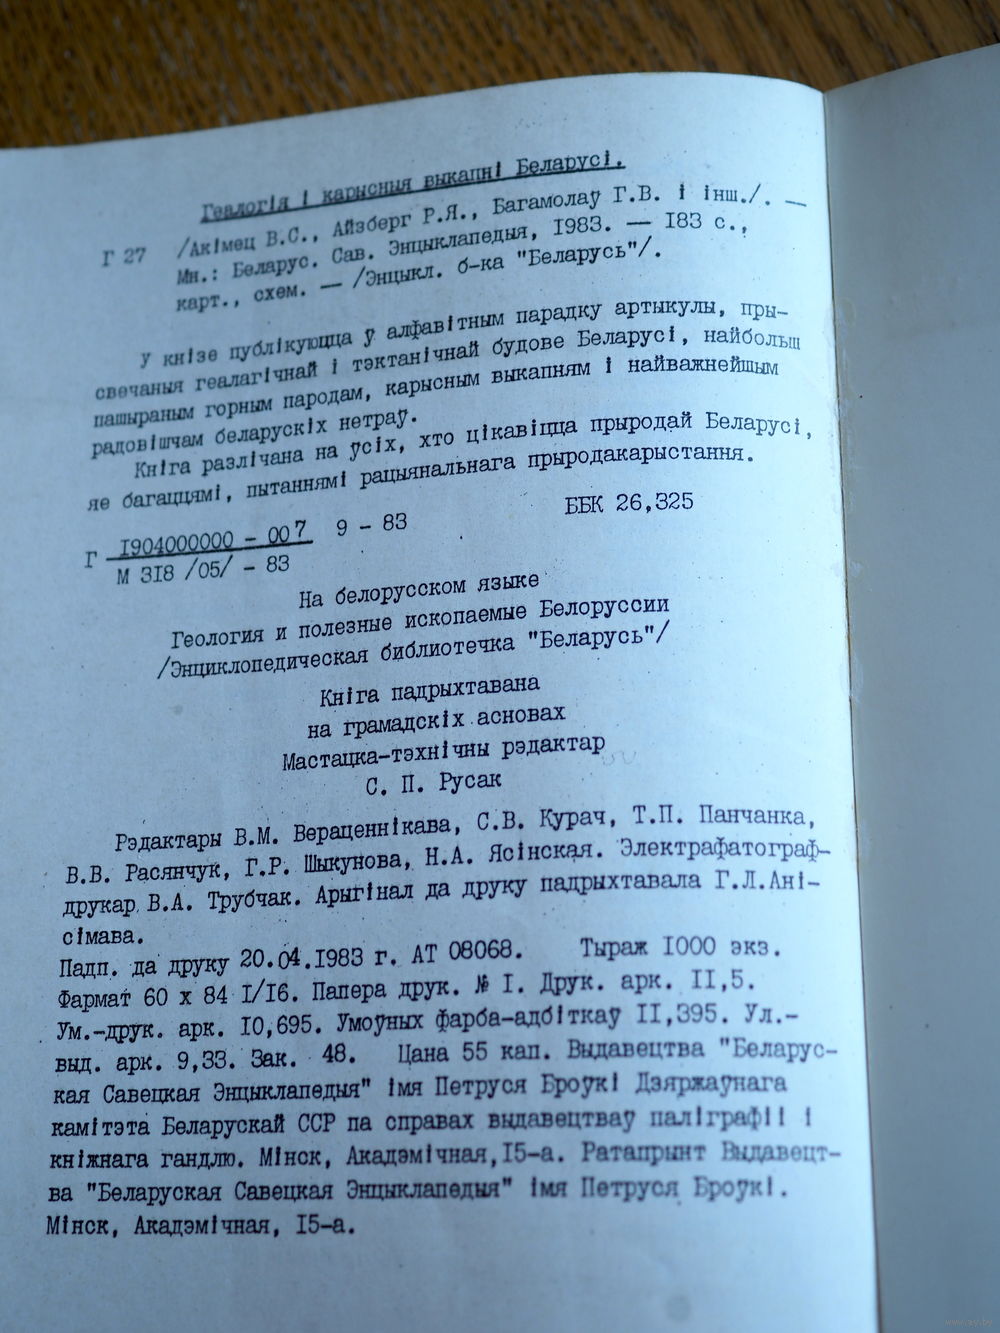 Геалогія і карысныя выкапні Беларусі.
Г 27 /Акімец В.С., Айзберг Р.Я., Багамолаў Г.В. і інш./. —
Мн.: Беларус. Сав. Энцыклапедыя, 1983. — 183 с.,
карт., схем. — /Энцыкл. б-ка "Беларусь"/.
У кнізе публікуюцца ў алфавітным парадку артыкулы, пры-
свечаныя геалагічнай і тэктанічнай будове Беларусі, найбольш
пашыраным горным пародам, карысным выкапням і найважнейшым
радовішчам беларускіх нетраў.
Кніга разлічана на ўсіх, хто цікавіцца прыродай Беларусі,
яе багаццямі, пытаннямі рацыянальнага прыродакарыстання.
ББК 26,325
Г 1904000000 - 007 9 - 83
М 318 /05/ - 83
На белорусском языке
Геология и полезные ископаемые Белоруссии
/Энциклопедическая библиотечка "Беларусь"/
Кніга падрыхтавана
на грамадскіх асновах
Мастацка-тэхнічны рэдактар
С. П. Русак
Рэдактары В.М. Вераценнікава, С.В. Курач, Т.П. Панчанка,
В.В. Расянчук, Г.Р. Шыкунова, Н.А. Ясінская. Электрафатограф-
друкар В.А. Трубчак. Арыгінал да друку падрыхтавала Г.Л.Ані-
сімава.
Падп. да друку 20.04.1983 г. АТ 08068. Тыраж 1000 экз.
Фармат 60 х 84 1/16. Папера друк. № 1. Друк. арк. 11,5.
Ум.-друк. арк. 10,695. Умоўных фарба-адбіткаў 11,395. Ул.-
выд. арк. 9,33. Зак. 48. Цана 55 кап. Выдавецтва "Беларус-
кая Савецкая Энцыклапедыя" імя Петруся Броўкі Дзяржаўнага
камітэта Беларускай ССР па справах выдавецтваў паліграфіі і
кніжнага гандлю. Мінск, Акадэмічная,15-а. Ратапрынт Выдавецт-
ва "Беларуская Савецкая Энцыклапедыя" імя Петруся Броўкі.
Мінск, Акадэмічная, 15-а.